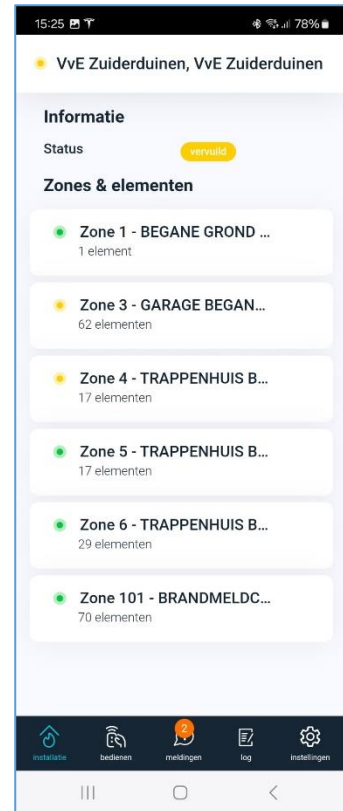 15:25 78%
VvE Zuiderduinen, VvE Zuiderduinen
Informatie
Status vervuild
Zones & elementen
Zone 1 - BEGANE GROND ...
1 element
Zone 3 - GARAGE BEGAN...
62 elementen
Zone 4 - TRAPPENHUIS B...
17 elementen
Zone 5 - TRAPPENHUIS B...
17 elementen
Zone 6 - TRAPPENHUIS B...
29 elementen
Zone 101 - BRANDMELDC...
70 elementen
2
installatie bedienen meldingen log instellingen